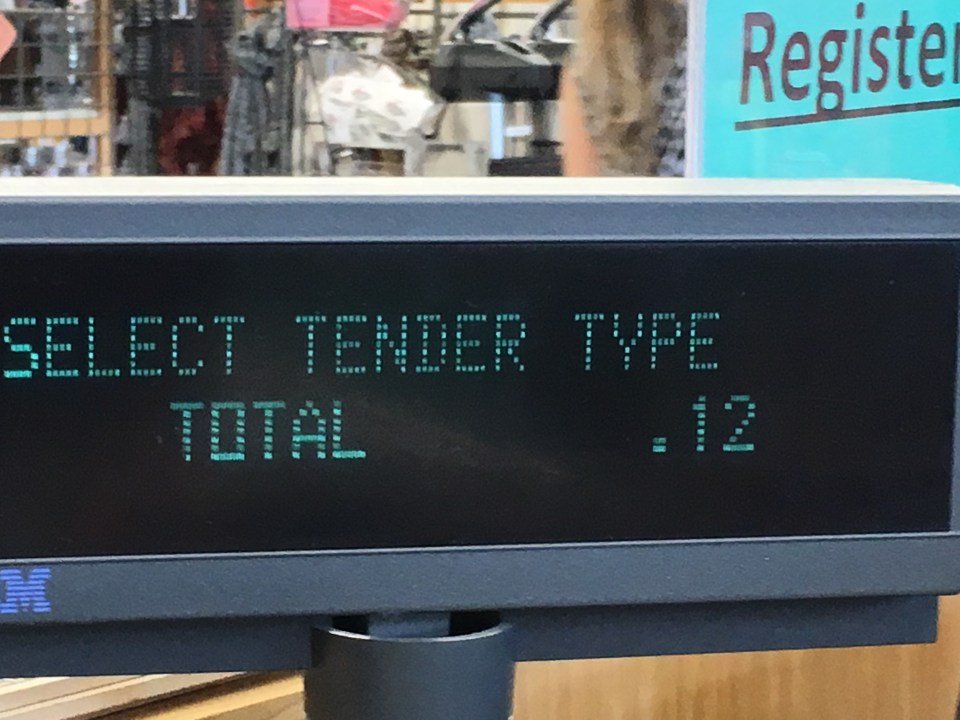 Register
SELECT TENDER TYPE
TOTAL .12